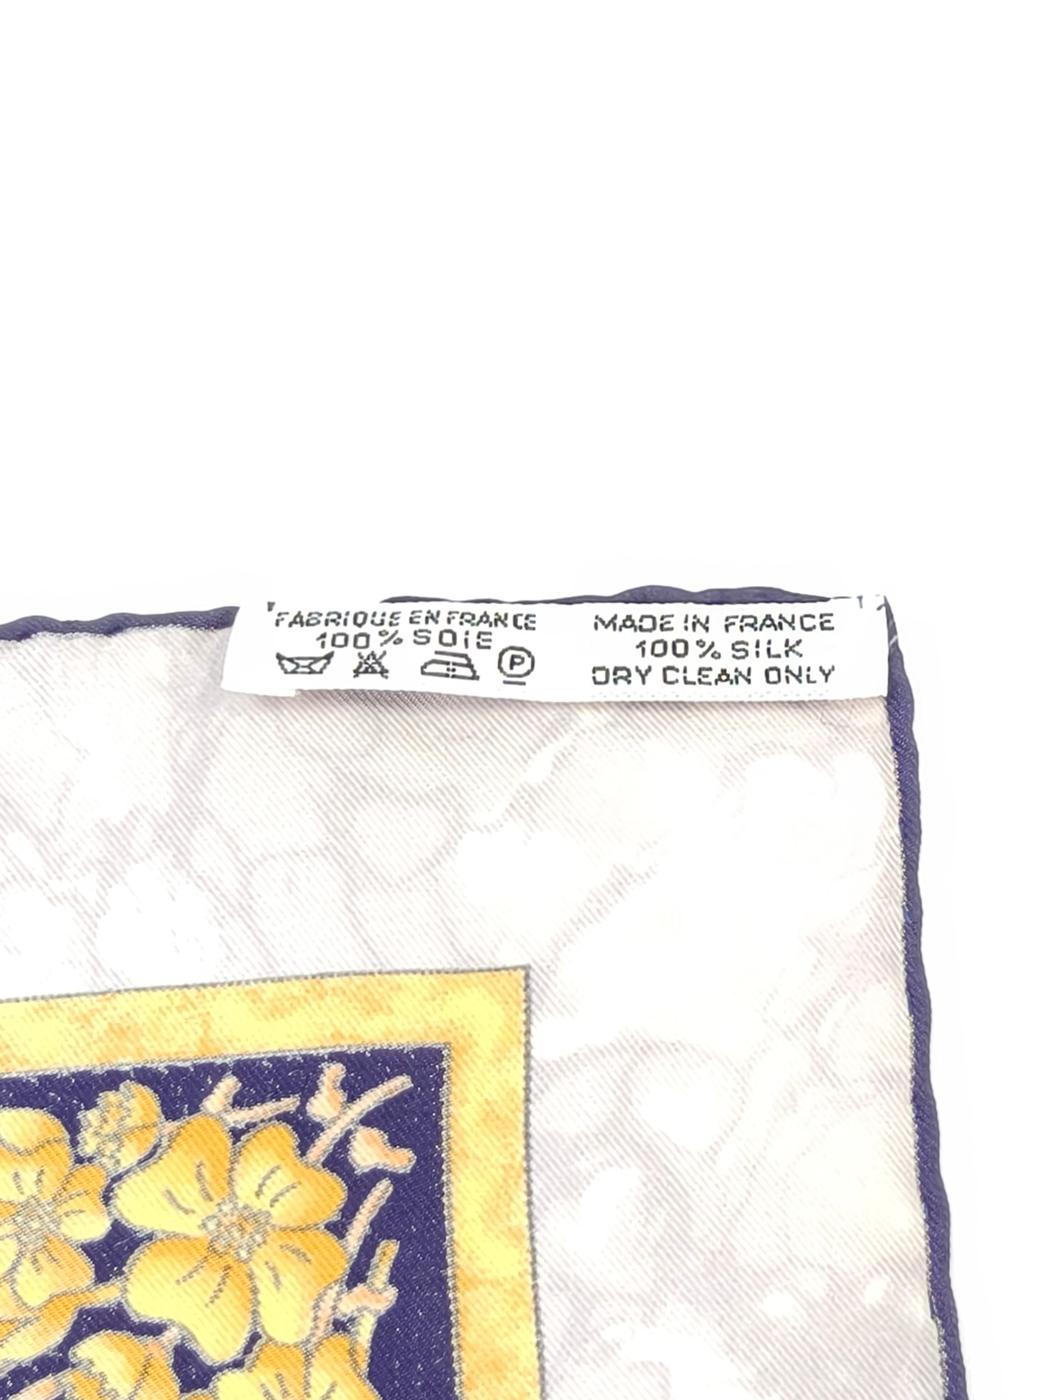 FABRIQUE EN FRANCE
100% SOIE
P
MADE IN FRANCE
100% SILK
DRY CLEAN ONLY